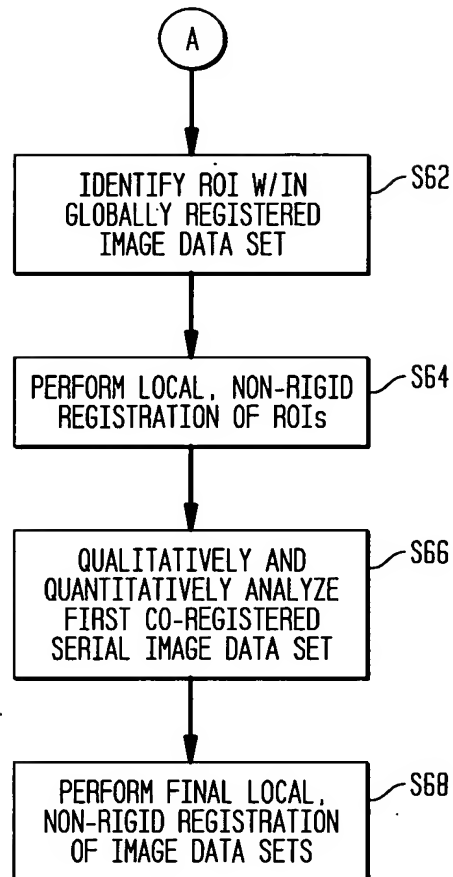 A
IDENTIFY ROI W/IN
GLOBALLY REGISTERED
IMAGE DATA SET
S62
PERFORM LOCAL, NON-RIGID
REGISTRATION OF ROIs
S64
QUALITATIVELY AND
QUANTITATIVELY ANALYZE
FIRST CO-REGISTERED
SERIAL IMAGE DATA SET
S66
PERFORM FINAL LOCAL,
NON-RIGID REGISTRATION
OF IMAGE DATA SETS
S68